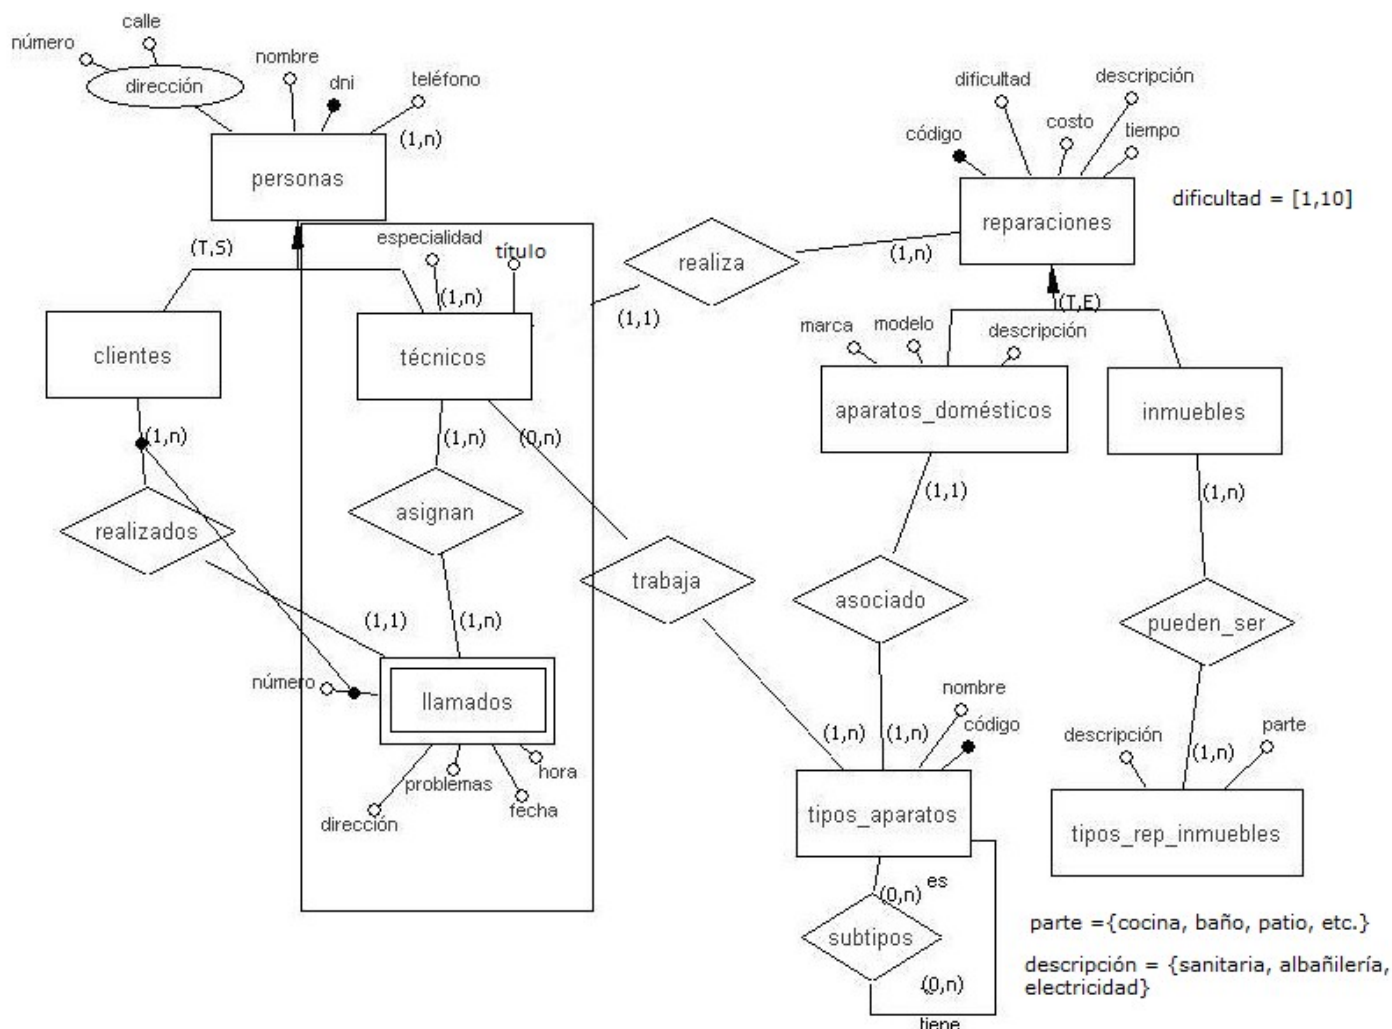 calle
número
dirección
nombre
dni
teléfono
(1,n)
personas
(T,S)
especialidad
título
(1,n)
clientes
técnicos
(1,n)
(1,n)
(0,n)
realizados
asignan
(1,1)
(1,n)
número
llamados
dirección
problemas
fecha
hora
realiza
(1,1)
(1,n)
trabaja
(1,n)
dificultad
descripción
código
costo
tiempo
reparaciones
dificultad = [1,10]
(T,E)
marca
modelo
descripción
aparatos_domésticos
inmuebles
(1,1)
(1,n)
asociado
pueden_ser
(1,n)
nombre
código
tipos_aparatos
(1,n)
descripción
parte
tipos_rep_inmuebles
(0,n)
es
subtipos
(0,n)
tiene
parte ={cocina, baño, patio, etc.}
descripción = {sanitaria, albañilería,
electricidad}